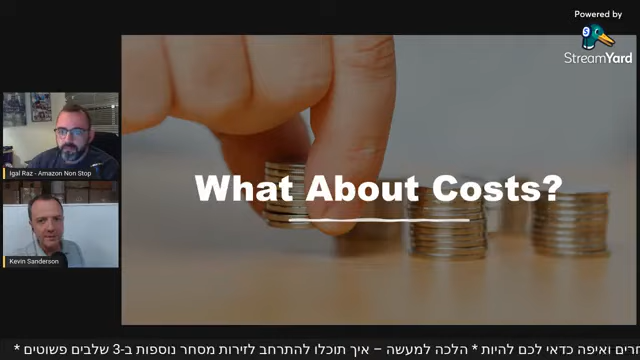 Powered by
StreamYard
Igal Raz - Amazon Non Stop
What About Costs?
Kevin Sanderson
ואיפה כדאי לכם להיות * הלכה למעשה – איך תוכלו להתרחב לזירות מסחר נוספות ב-3 שלבים פשוטים *